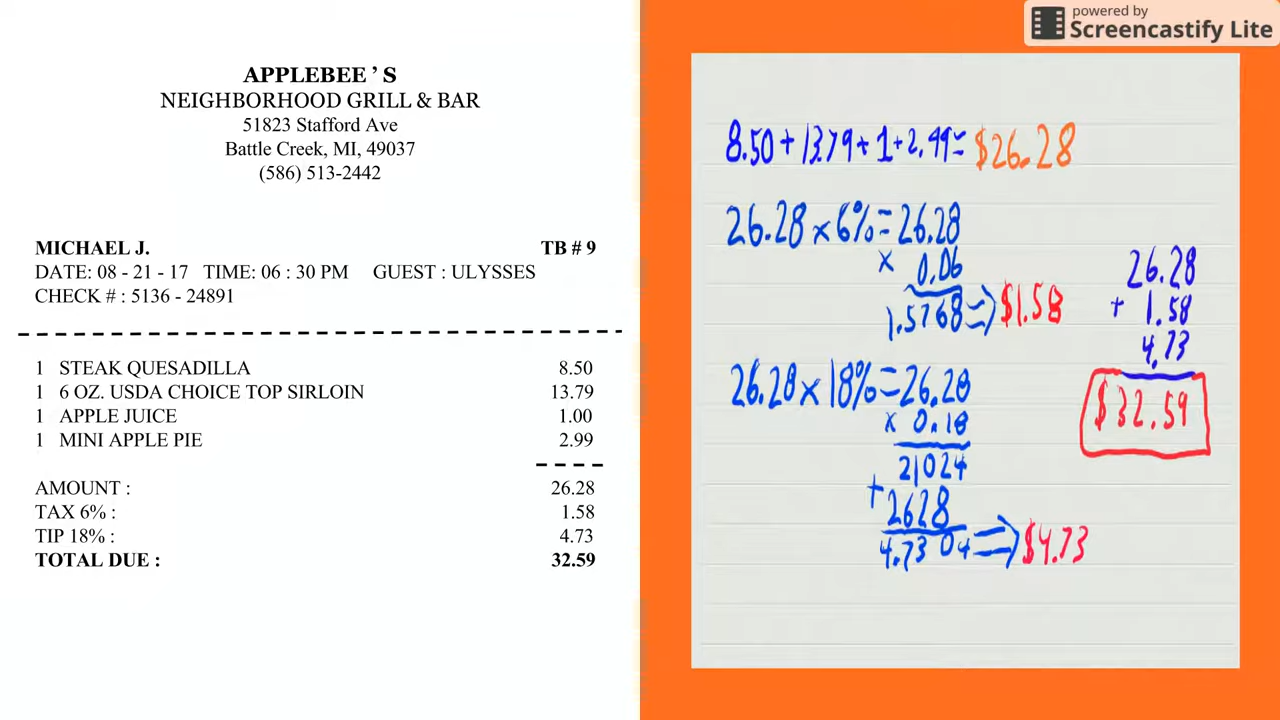 powered by
Screencastify Lite
APPLEBEE ’ S
NEIGHBORHOOD GRILL & BAR
51823 Stafford Ave
Battle Creek, MI, 49037
(586) 513-2442
MICHAEL J. TB # 9
DATE: 08 - 21 - 17 TIME: 06 : 30 PM GUEST : ULYSSES
CHECK # : 5136 - 24891
1 STEAK QUESADILLA 8.50
1 6 OZ. USDA CHOICE TOP SIRLOIN 13.79
1 APPLE JUICE 1.00
1 MINI APPLE PIE 2.99
AMOUNT : 26.28
TAX 6% : 1.58
TIP 18% : 4.73
TOTAL DUE : 32.59
8.50 + 13.79 + 1 + 2.99 = $26.28
26.28 x 6% = 26.28
x 0.06
1.5768 => $1.58
26.28 x 18% = 26.28
x 0.18
21024
+ 2628
4.7304 => $4.73
26.28
+ 1.58
4.73
$32.59